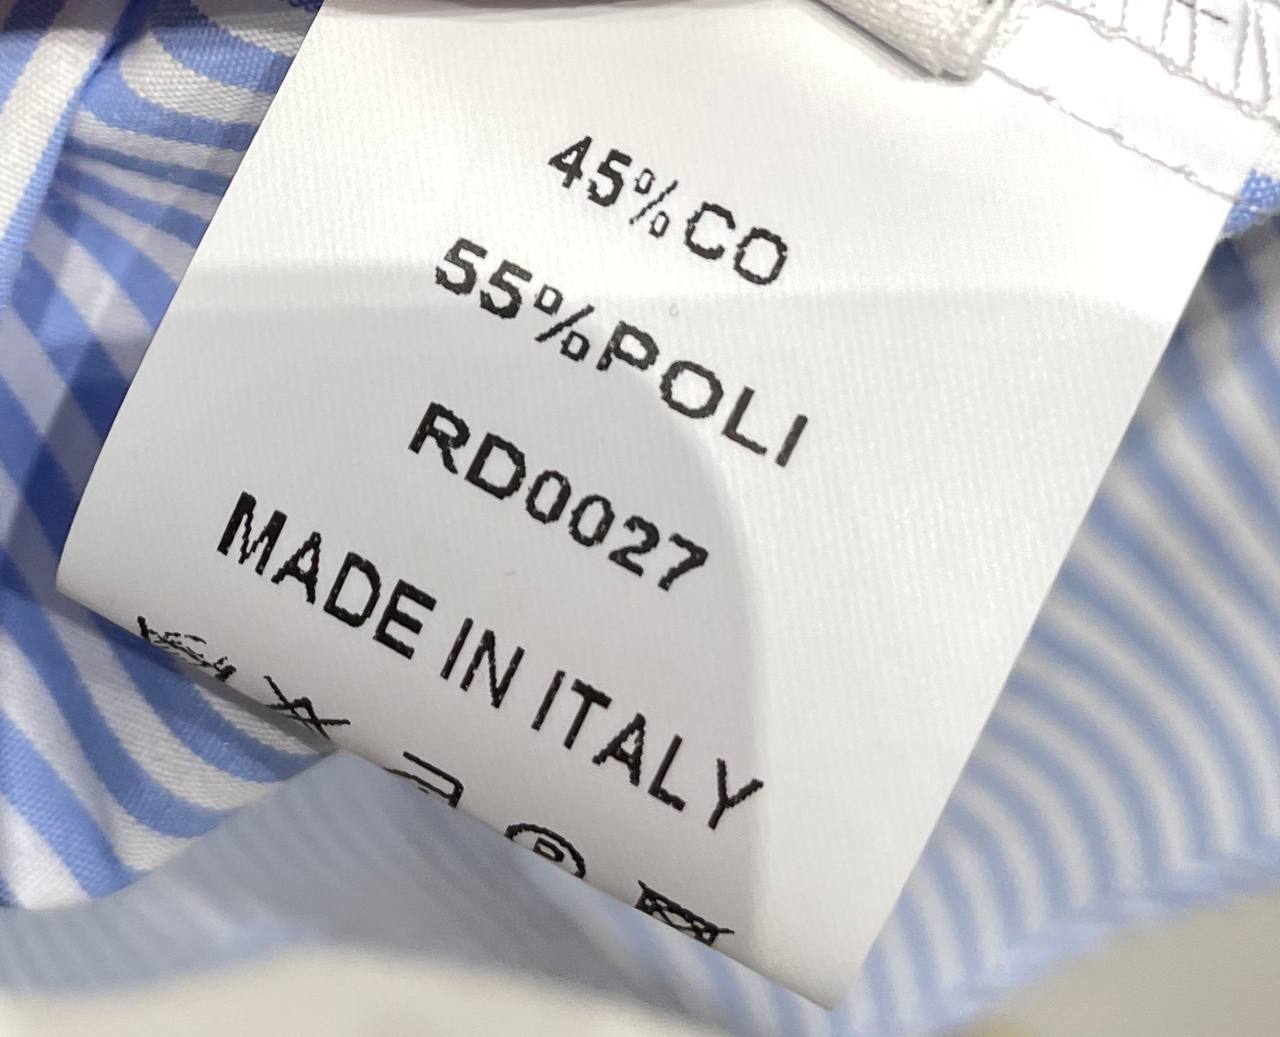 45%CO
55%POLI
RD0027
MADE IN ITALY
P